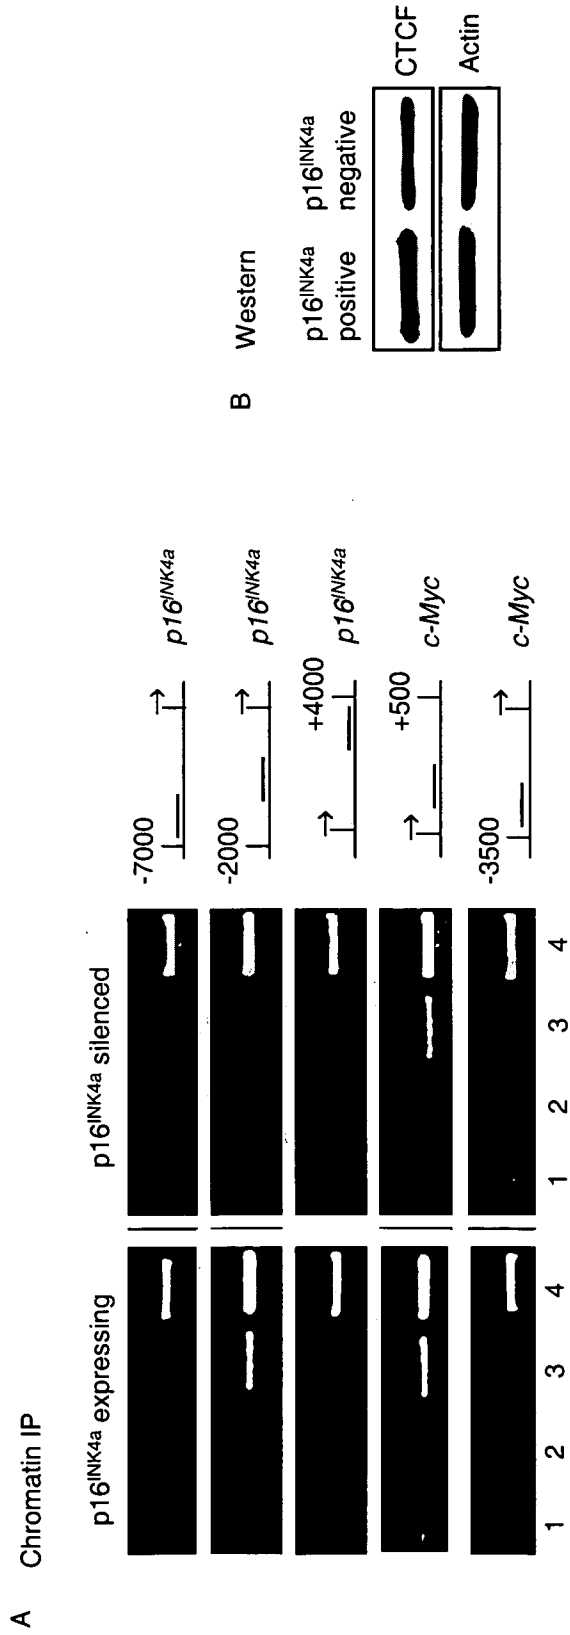 A
Chromatin IP
p16INK4a expressing
p16INK4a silenced
-7000
p16INK4a
-2000
p16INK4a
+4000
p16INK4a
+500
c-Myc
-3500
c-Myc
1 2 3 4
1 2 3 4
B
Western
p16INK4a
positive
p16INK4a
negative
CTCF
Actin